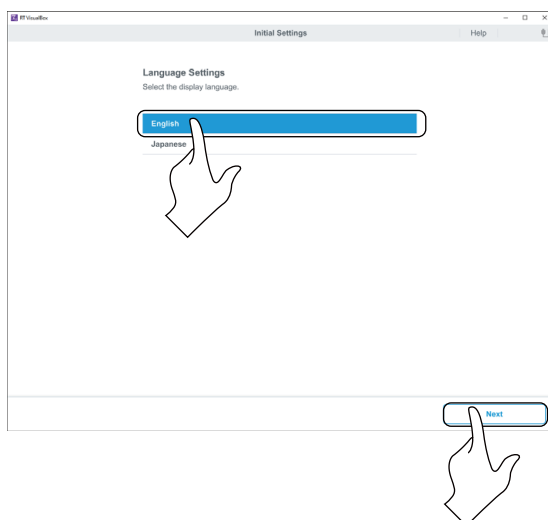 RT VisualBox
Initial Settings
Help
Language Settings
Select the display language.
English
Japanese
Next